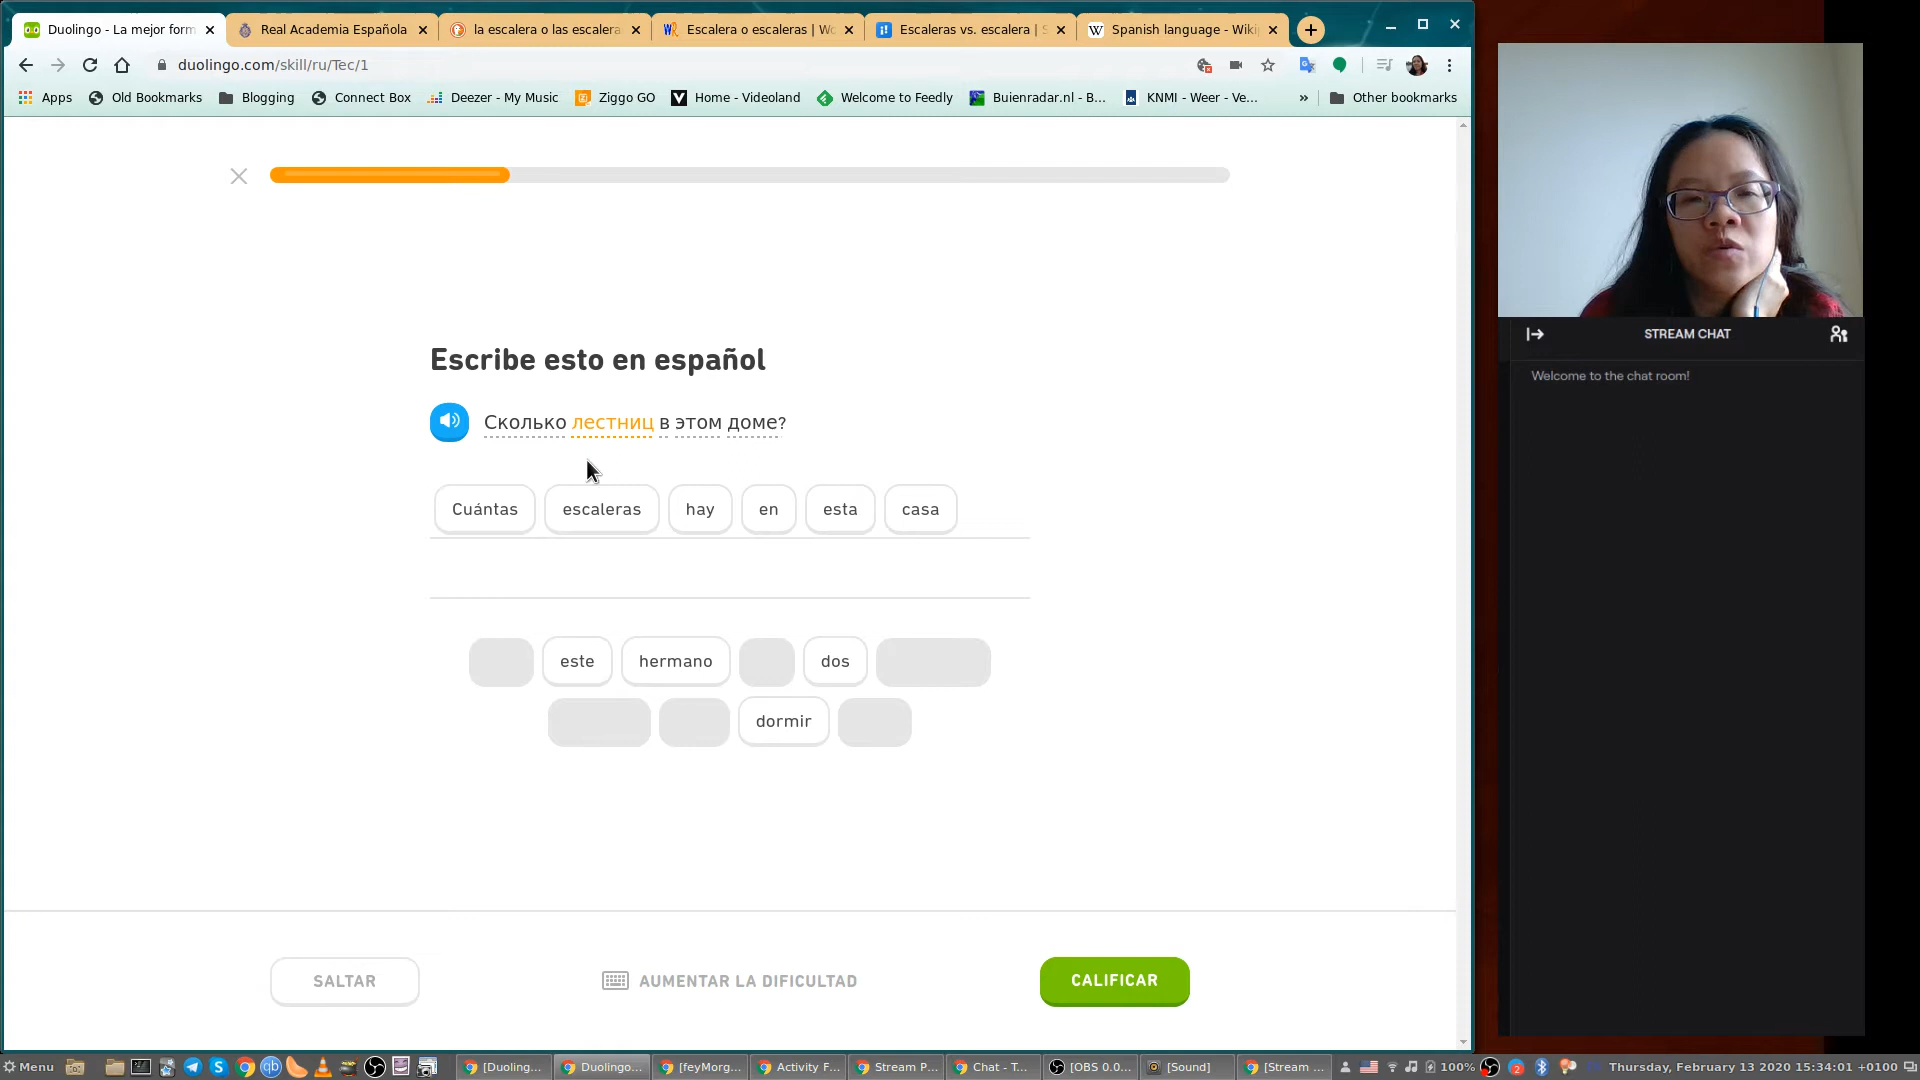 Duolingo - La mejor form
Real Academia Española
la escalera o las escalera
Escalera o escaleras | Wo
Escaleras vs. escalera | S
Spanish language - Wiki
duolingo.com/skill/ru/Tec/1
Apps
Old Bookmarks
Blogging
Connect Box
Deezer - My Music
Ziggo GO
Home - Videoland
Welcome to Feedly
Buienradar.nl - B...
KNMI - Weer - Ve...
»
Other bookmarks
Escribe esto en español
Сколько лестниц в этом доме?
Cuántas escaleras hay en esta casa
este hermano dos
dormir
SALTAR
AUMENTAR LA DIFICULTAD
CALIFICAR
STREAM CHAT
Welcome to the chat room!
Menu
[Duoling...
Duolingo...
[feyMorg...
Activity F...
Stream P...
Chat - T...
[OBS 0.0...
[Sound]
[Stream ...
100%
2
Thursday, February 13 2020 15:34:01 +0100